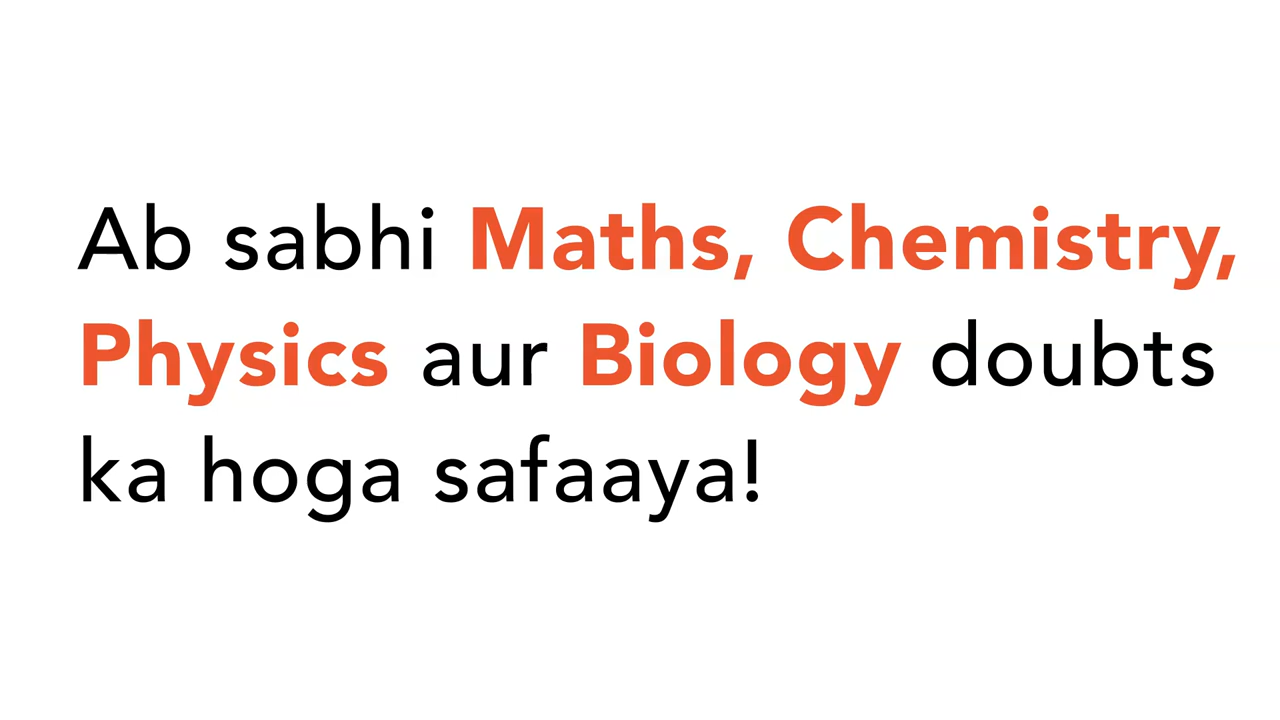 Ab sabhi Maths, Chemistry,
Physics aur Biology doubts
ka hoga safaaya!